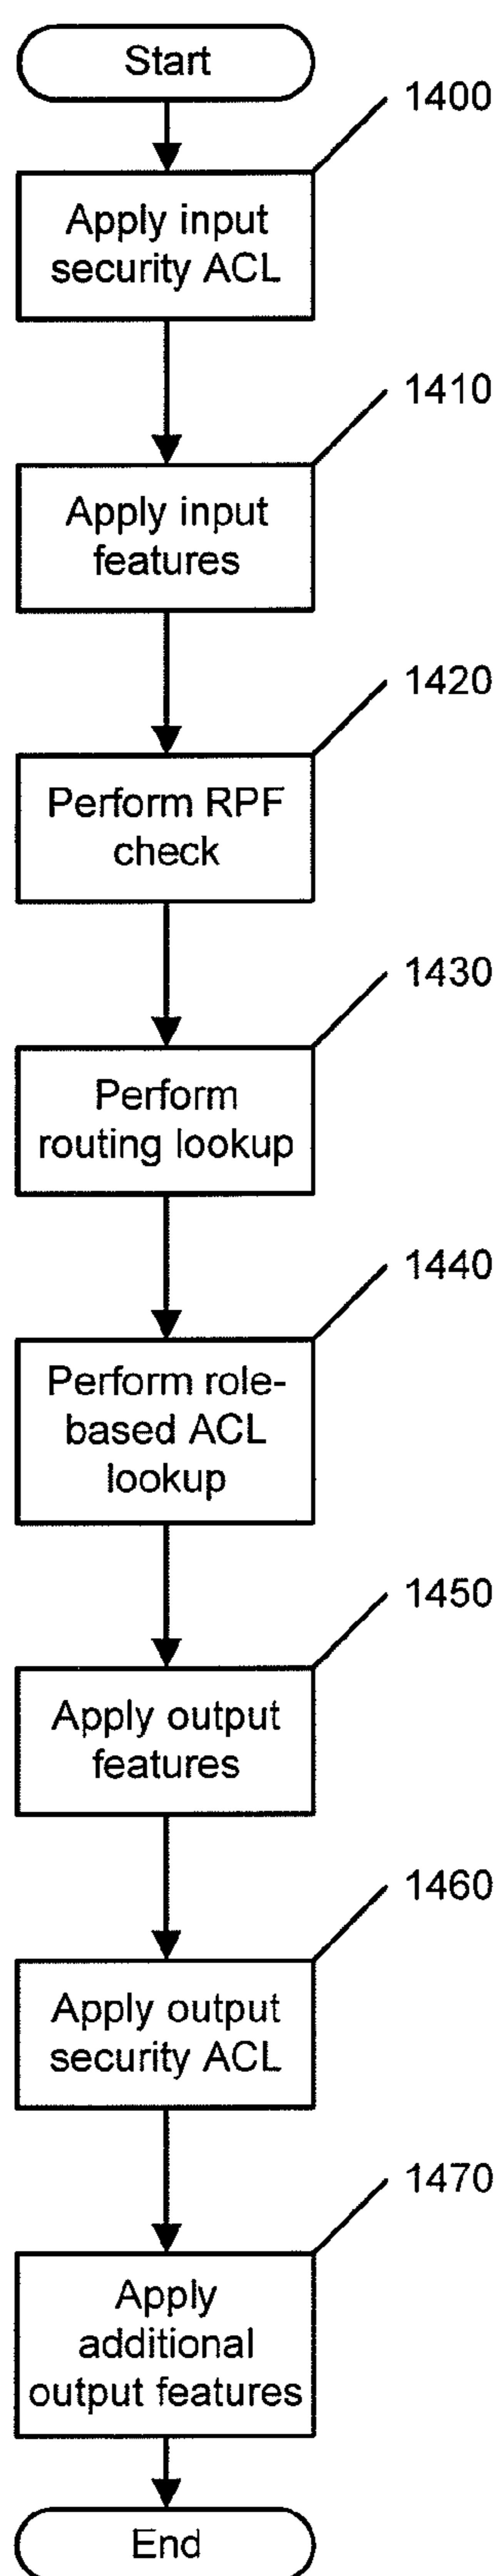 Start
1400
Apply input
security ACL
1410
Apply input
features
1420
Perform RPF
check
1430
Perform
routing lookup
1440
Perform role-
based ACL
lookup
1450
Apply output
features
1460
Apply output
security ACL
1470
Apply
additional
output features
End